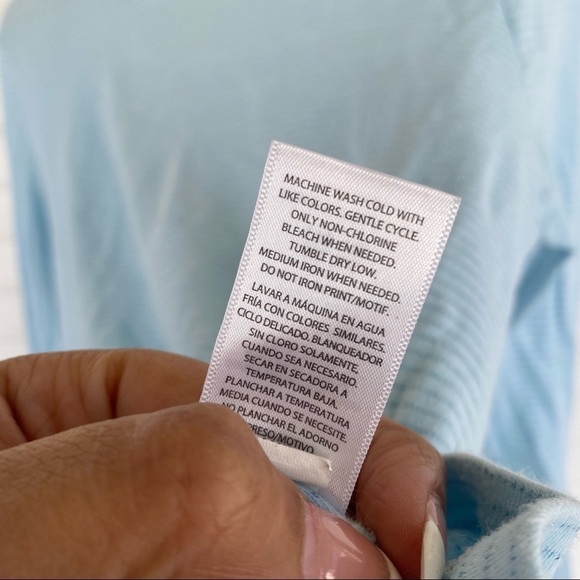 MACHINE WASH COLD WITH
LIKE COLORS. GENTLE CYCLE.
ONLY NON-CHLORINE
BLEACH WHEN NEEDED.
TUMBLE DRY LOW.
MEDIUM IRON WHEN NEEDED.
DO NOT IRON PRINT/MOTIF.
LAVAR A MÁQUINA EN AGUA
FRÍA CON COLORES SIMILARES.
CICLO DELICADO. BLANQUEADOR
SIN CLORO SOLAMENTE,
CUANDO SEA NECESARIO.
SECAR EN SECADORA A
TEMPERATURA BAJA.
PLANCHAR A TEMPERATURA
MEDIA CUANDO SE NECESITE.
NO PLANCHAR EL ADORNO